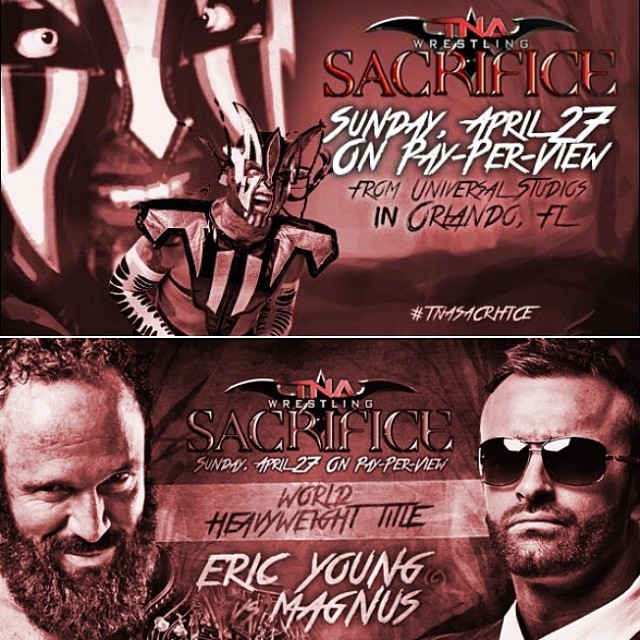 TNA
WRESTLING
SACRIFICE
SUNDAY, APRIL 27
ON PAY-PER-VIEW
FROM UNIVERSAL STUDIOS
IN ORLANDO, FL
#TNASACRIFICE
TNA
WRESTLING
SACRIFICE
SUNDAY, APRIL 27 ON PAY-PER-VIEW
WORLD
HEAVYWEIGHT TITLE
ERIC YOUNG ©
VS MAGNUS